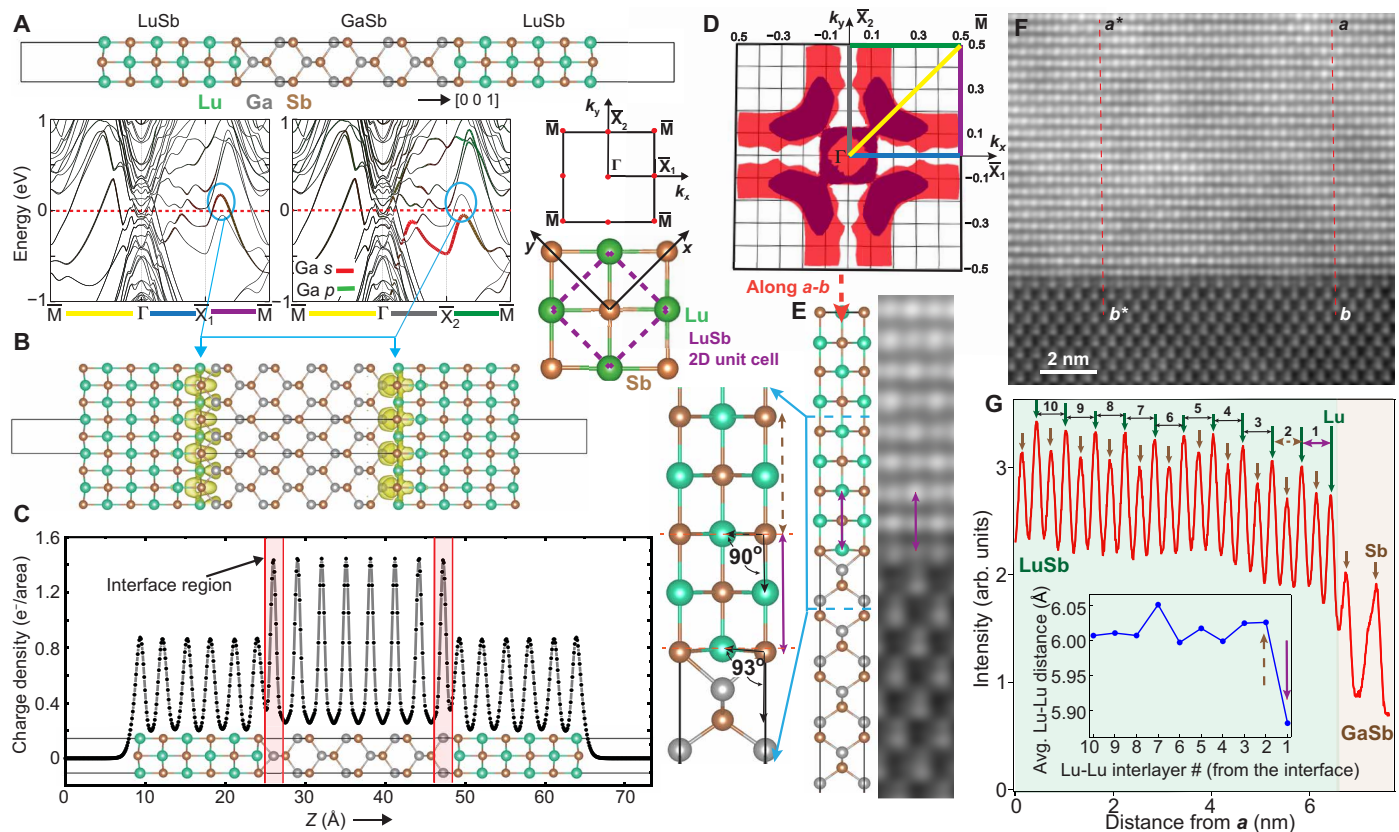 A
LuSb
GaSb
LuSb
Lu Ga Sb
[0 0 1]
Energy (eV)
1
0
−1
Ga s
Ga p
M̄ Γ X̄1 M̄
1
0
−1
M̄ Γ X̄2 M̄
ky
M̄ X̄2 M̄
Γ X̄1
kx
M̄ M̄
y x
Lu
LuSb
2D unit cell
Sb
B
C
Charge density (e-/area)
1.6
1.2
0.8
0.4
0
Interface region
0 10 20 30 40 50 60 70
Z (Å)
D
ky X̄2 M̄
0.5 −0.3 −0.1 0 0.1 0.3 0.5
0.5
0.3
0.1
kx
Γ
X̄1
−0.1
−0.3
−0.5
Along a-b
E
90o
93o
F
a* a
b* b
2 nm
G
Intensity (arb. units)
3
2
1
0
10 9 8 7 6 5 4 3 2 1
Lu
LuSb
Sb
GaSb
Avg. Lu-Lu distance (Å)
6.05
6.00
5.95
5.90
10 9 8 7 6 5 4 3 2 1
Lu-Lu interlayer # (from the interface)
0 2 4 6
Distance from a (nm)